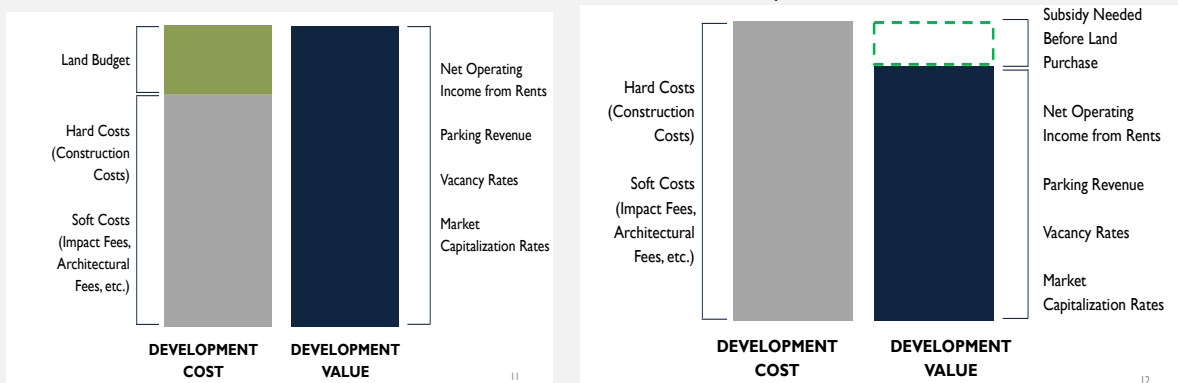 Land Budget
Hard Costs
(Construction
Costs)
Soft Costs
(Impact Fees,
Architectural
Fees, etc.)
Net Operating
Income from Rents
Parking Revenue
Vacancy Rates
Market
Capitalization Rates
DEVELOPMENT
COST
DEVELOPMENT
VALUE
11
Hard Costs
(Construction
Costs)
Soft Costs
(Impact Fees,
Architectural
Fees, etc.)
Subsidy Needed
Before Land
Purchase
Net Operating
Income from Rents
Parking Revenue
Vacancy Rates
Market
Capitalization Rates
DEVELOPMENT
COST
DEVELOPMENT
VALUE
12